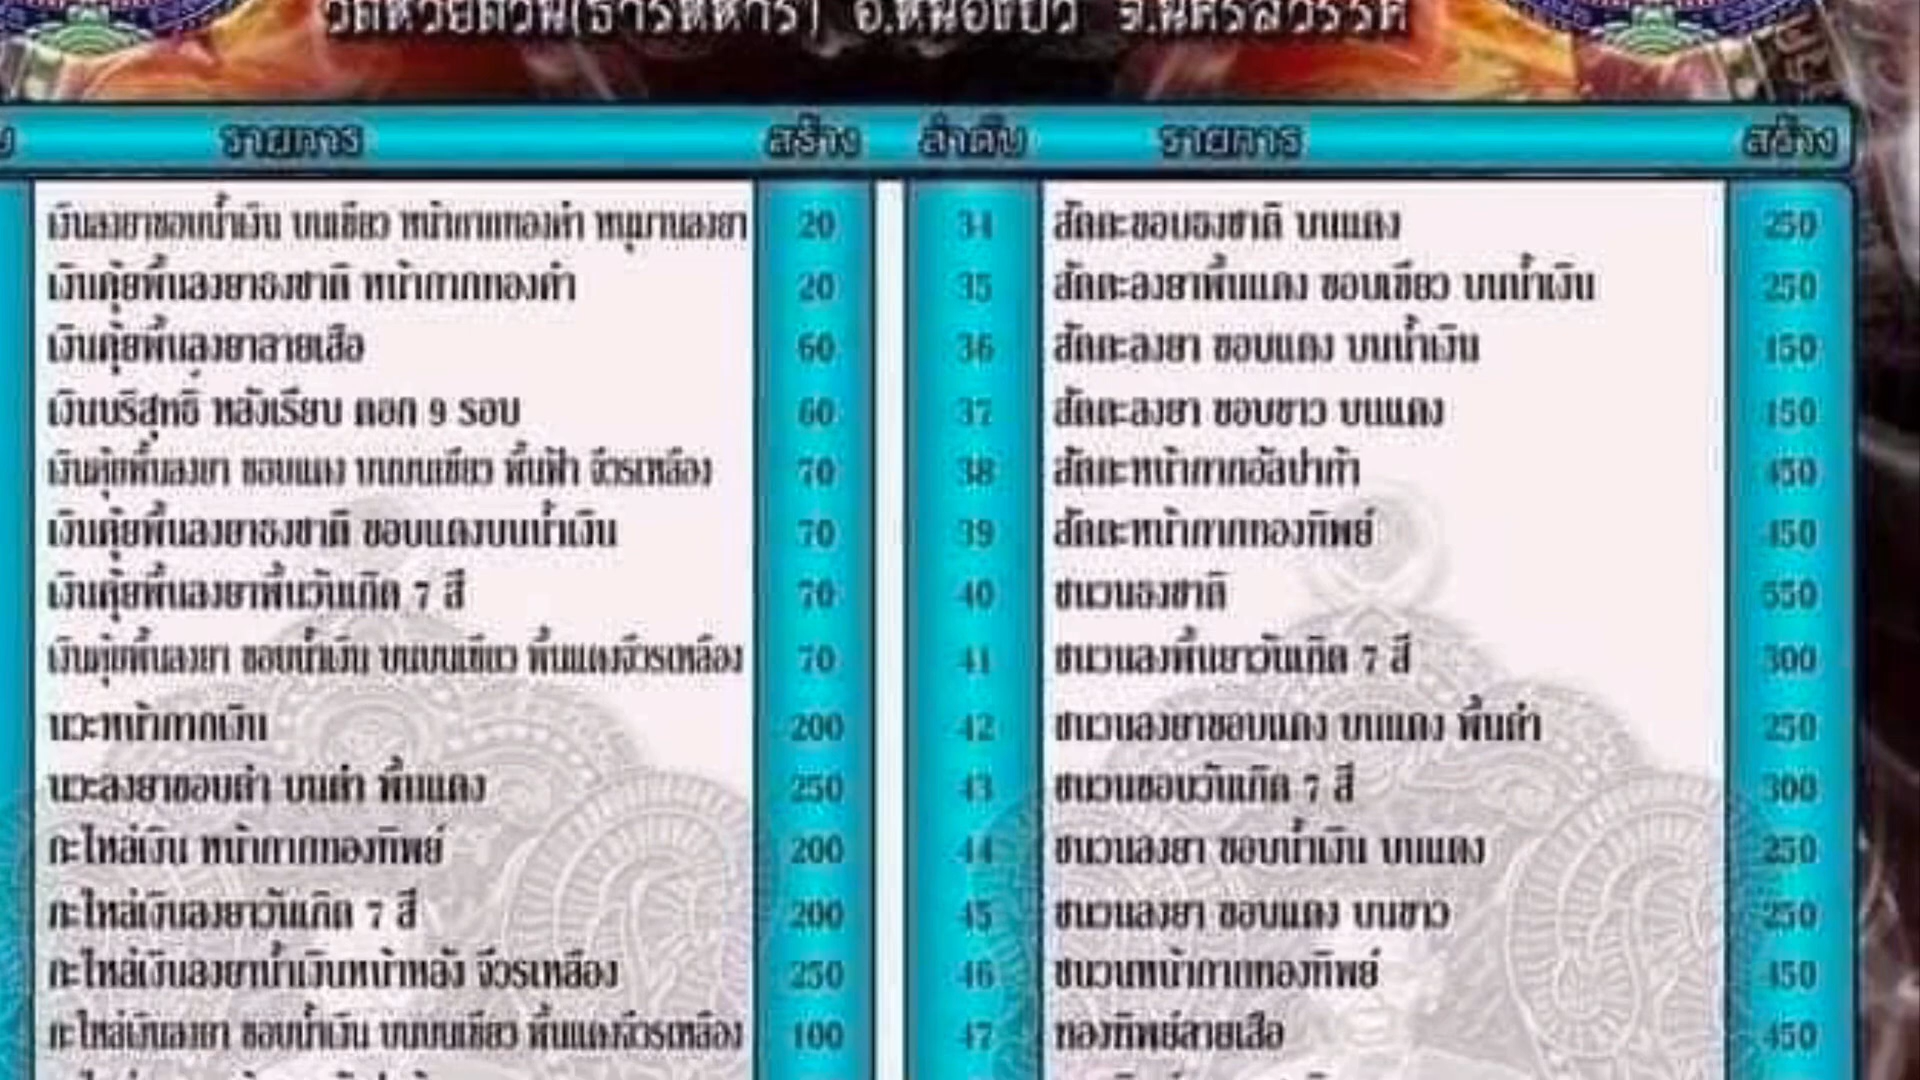 วัดห้วยด้วน(ธารทหาร) อ.หนองบัว จ.นครสวรรค์
รายการ สร้าง ลำดับ รายการ สร้าง
เงินลงยาขอบน้ำเงิน บนเขียว หน้ากากทองคำ หนุมานลงยา 20
เงินคุ้ยพื้นลงยาธงชาติ หน้ากากทองคำ 20
เงินคุ้ยพื้นลงยาลายเสือ 60
เงินบริสุทธิ์ หลังเรียบ ตอก 9 รอบ 60
เงินคุ้ยพื้นลงยา ขอบแดง บนบนเขียว พื้นฟ้า จีวรเหลือง 70
เงินคุ้ยพื้นลงยาธงชาติ ขอบแดงบนน้ำเงิน 70
เงินคุ้ยพื้นลงยาพื้นวันเกิด 7 สี 70
เงินคุ้ยพื้นลงยา ขอบน้ำเงิน บนบนเขียว พื้นแดงจีวรเหลือง 70
นวะหน้ากากเงิน 200
นวะลงยาขอบดำ บนดำ พื้นแดง 250
กะไหล่เงิน หน้ากากทองทิพย์ 200
กะไหล่เงินลงยาวันเกิด 7 สี 200
กะไหล่เงินลงยาน้ำเงินหน้าหลัง จีวรเหลือง 250
กะไหล่เงินลงยา ขอบน้ำเงิน บนบนเขียว พื้นแดงจีวรเหลือง 100
34 สัตตะขอบธงชาติ บนแดง 250
35 สัตตะลงยาพื้นแดง ขอบเขียว บนน้ำเงิน 250
36 สัตตะลงยา ขอบแดง บนน้ำเงิน 150
37 สัตตะลงยา ขอบขาว บนแดง 150
38 สัตตะหน้ากากอัลปาก้า 450
39 สัตตะหน้ากากทองทิพย์ 450
40 ชนวนธงชาติ 550
41 ชนวนลงพื้นยาวันเกิด 7 สี 300
42 ชนวนลงยาขอบแดง บนแดง พื้นดำ 250
43 ชนวนขอบวันเกิด 7 สี 300
44 ชนวนลงยา ขอบน้ำเงิน บนแดง 250
45 ชนวนลงยา ขอบแดง บนขาว 250
46 ชนวนหน้ากากทองทิพย์ 450
47 ทองทิพย์ลายเสือ 450